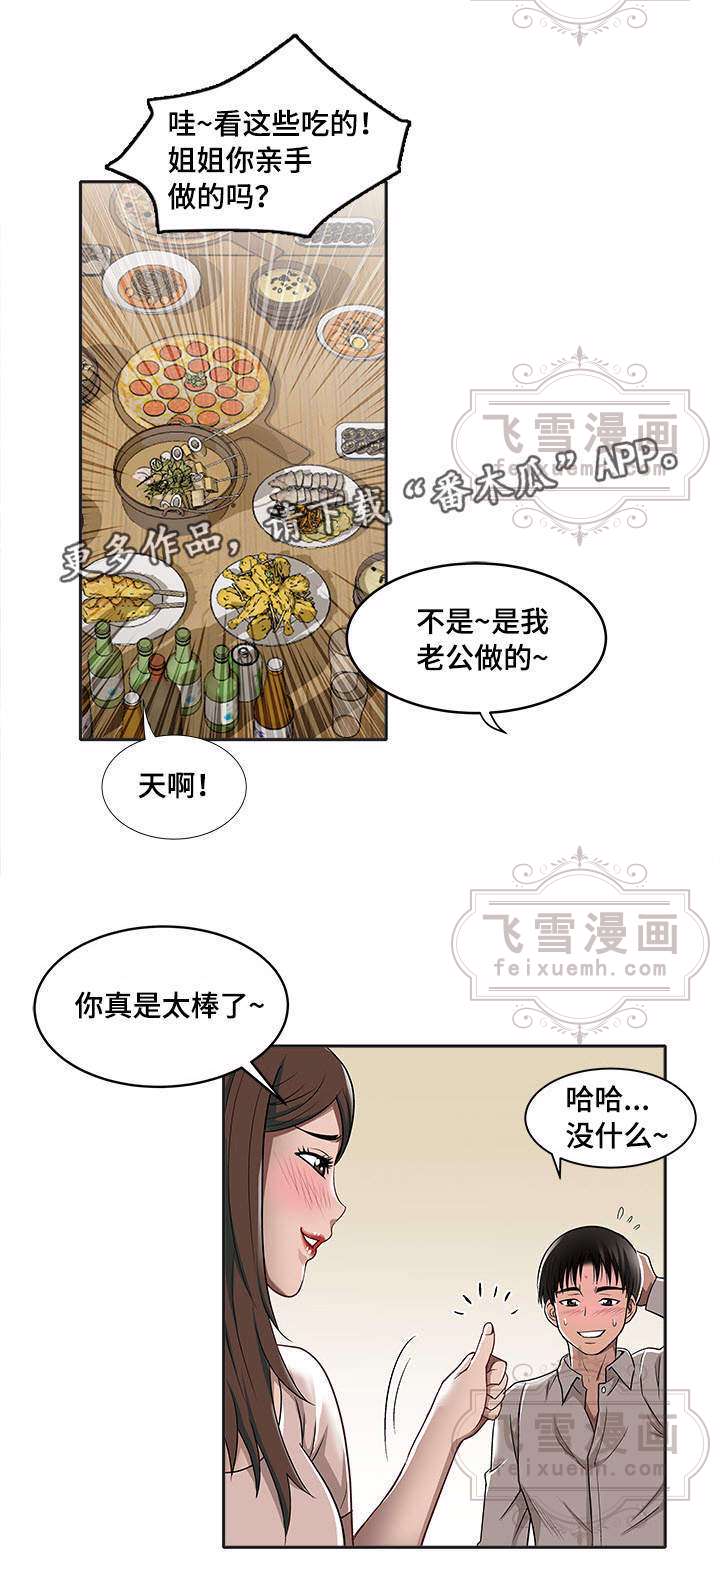 哇~看这些吃的!
姐姐你亲手
做的吗?
飞雪漫画
feixuemh.com
更多作品，请下载“番木瓜”APP。
不是~是我
老公做的~
天啊!
飞雪漫画
feixuemh.com
你真是太棒了~
哈哈...
没什么~
飞雪漫画
feixuemh.com